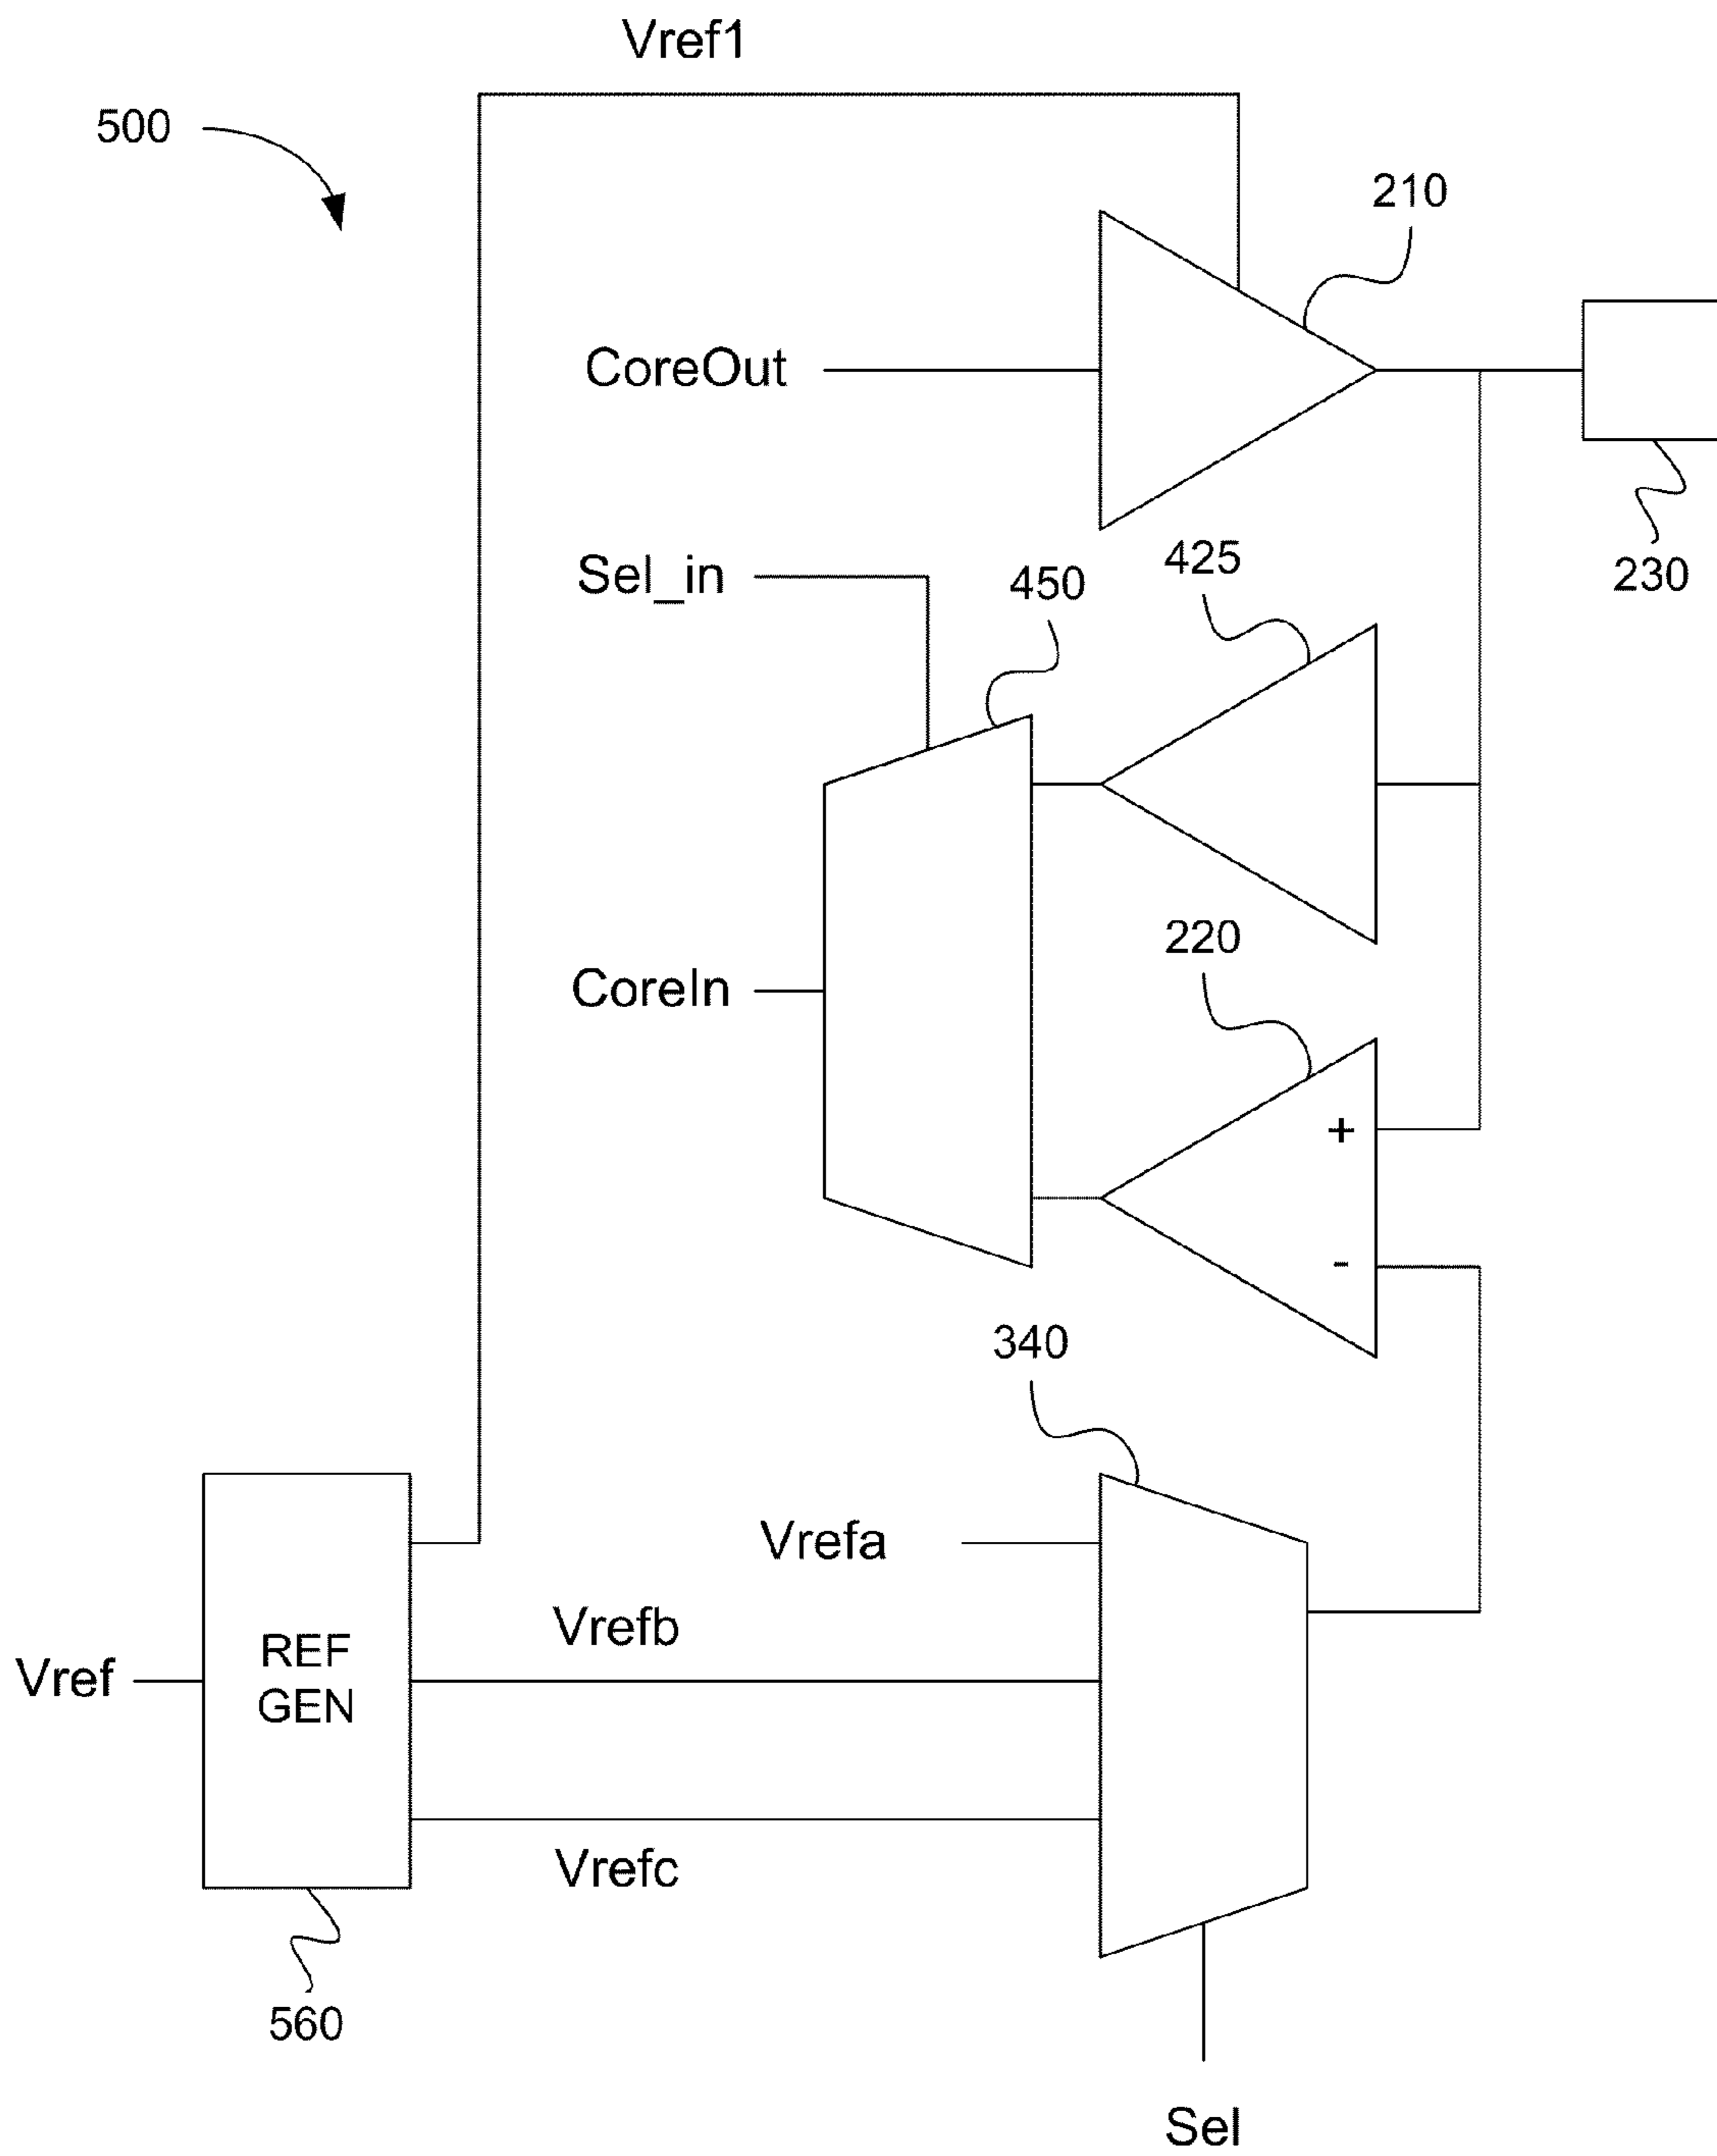 Vref1
500
210
CoreOut
230
Sel_in
450
425
220
CoreIn
+
-
340
Vrefa
Vrefb
Vref
REF
GEN
Vrefc
560
Sel